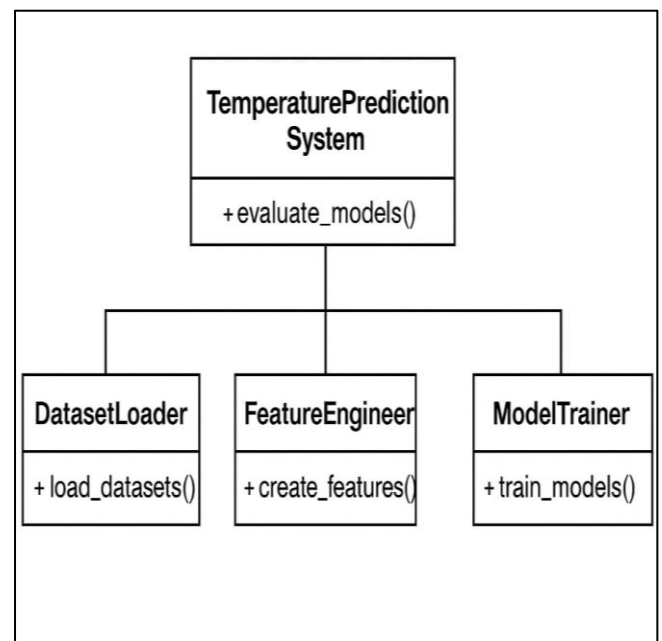 TemperaturePrediction
System
+ evaluate_models()
DatasetLoader
+ load_datasets()
FeatureEngineer
+ create_features()
ModelTrainer
+ train_models()